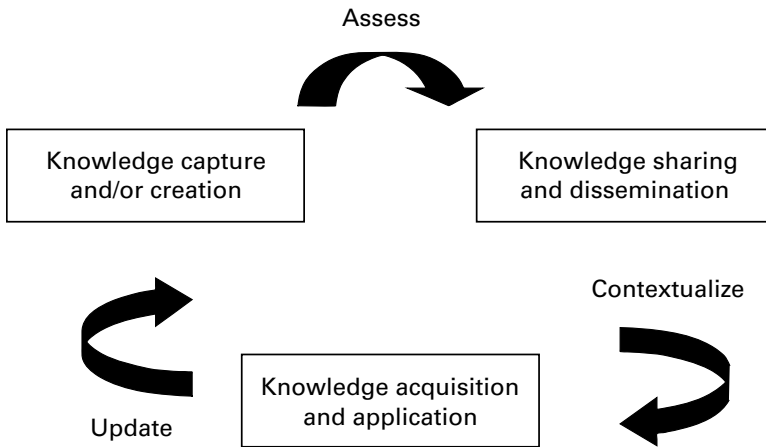 Assess
Knowledge capture
and/or creation
Knowledge sharing
and dissemination
Contextualize
Knowledge acquisition
and application
Update